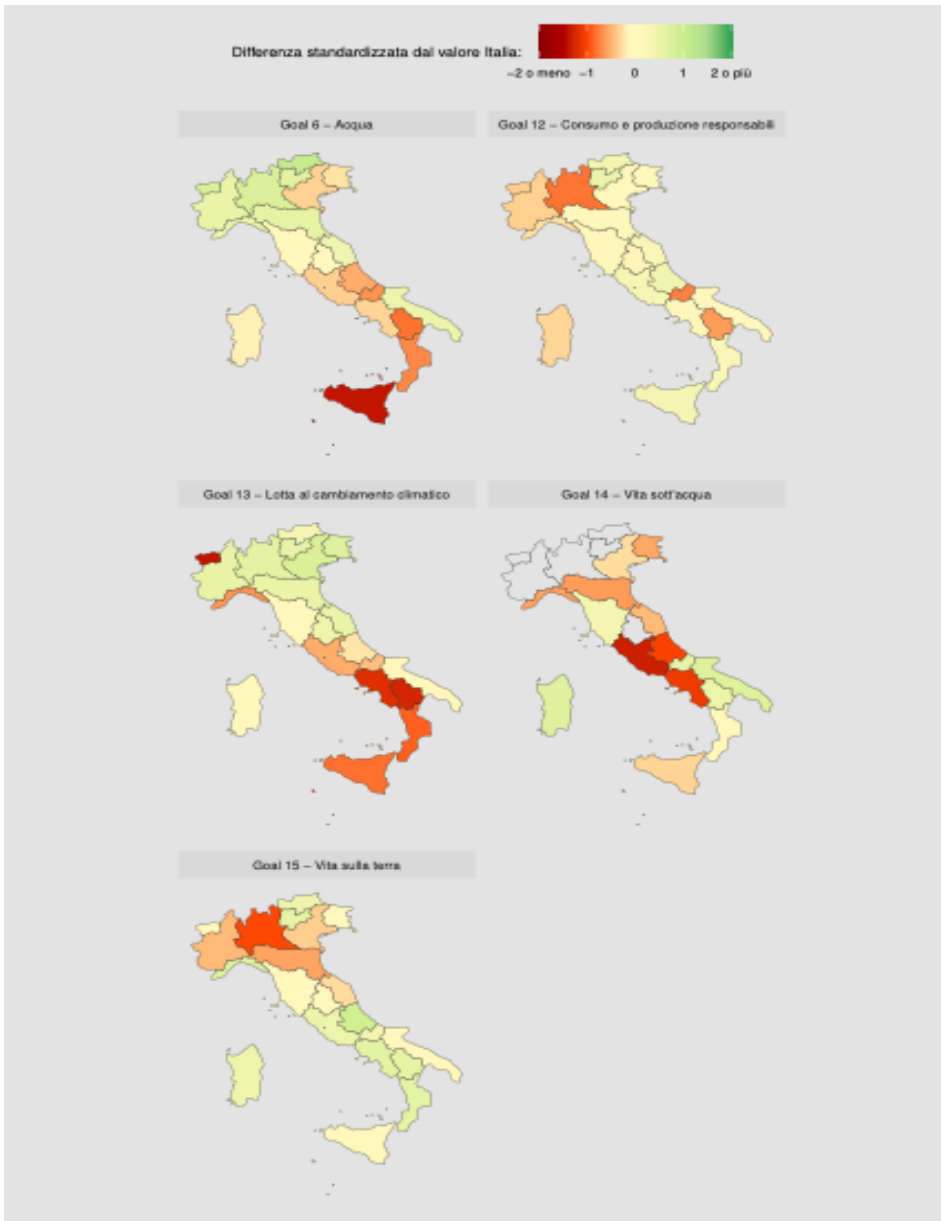 Differenza standardizzata dal valore Italia:
−2 o meno −1 0 1 2 o più
Goal 6 − Acqua
Goal 12 − Consumo e produzione responsabili
Goal 13 − Lotta al cambiamento climatico
Goal 14 − Vita sott'acqua
Goal 15 − Vita sulla terra